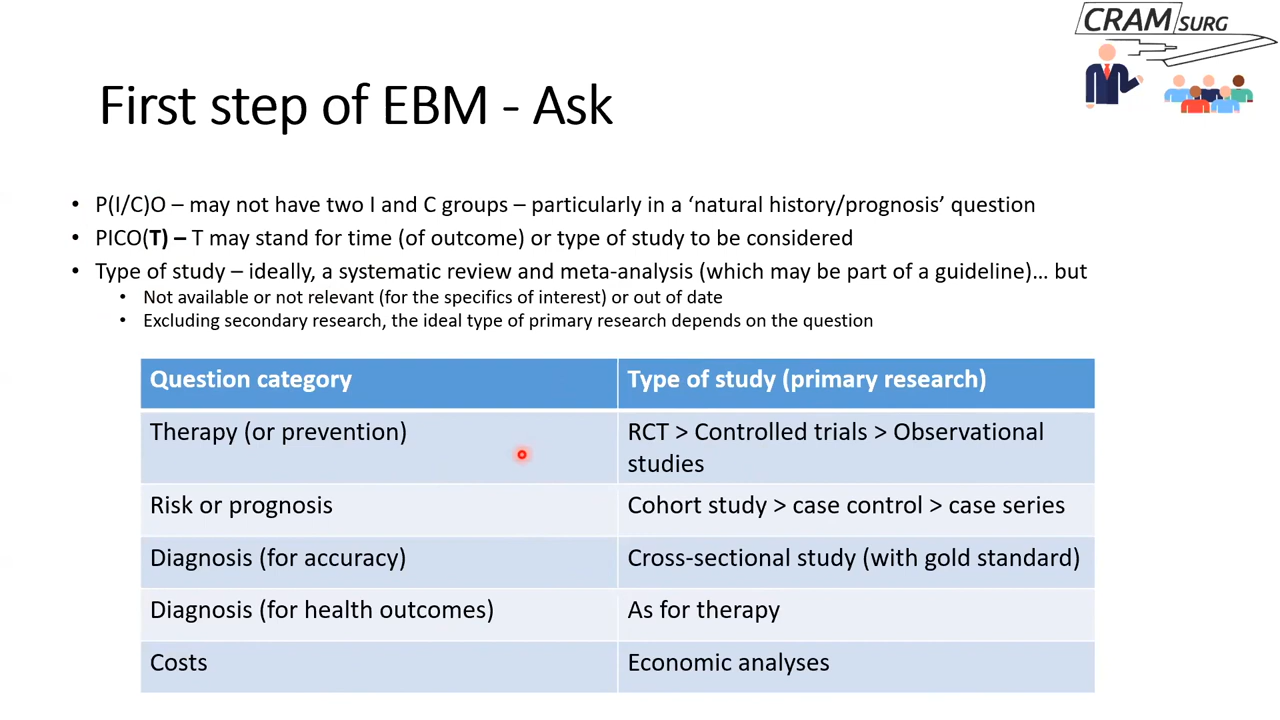 CRAM SURG
First step of EBM - Ask
• P(I/C)O – may not have two I and C groups – particularly in a ‘natural history/prognosis’ question
• PICO(T) – T may stand for time (of outcome) or type of study to be considered
• Type of study – ideally, a systematic review and meta-analysis (which may be part of a guideline)… but
• Not available or not relevant (for the specifics of interest) or out of date
• Excluding secondary research, the ideal type of primary research depends on the question
Question category
Type of study (primary research)
Therapy (or prevention)
RCT > Controlled trials > Observational
studies
Risk or prognosis
Cohort study > case control > case series
Diagnosis (for accuracy)
Cross-sectional study (with gold standard)
Diagnosis (for health outcomes)
As for therapy
Costs
Economic analyses